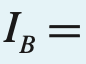 I_B =